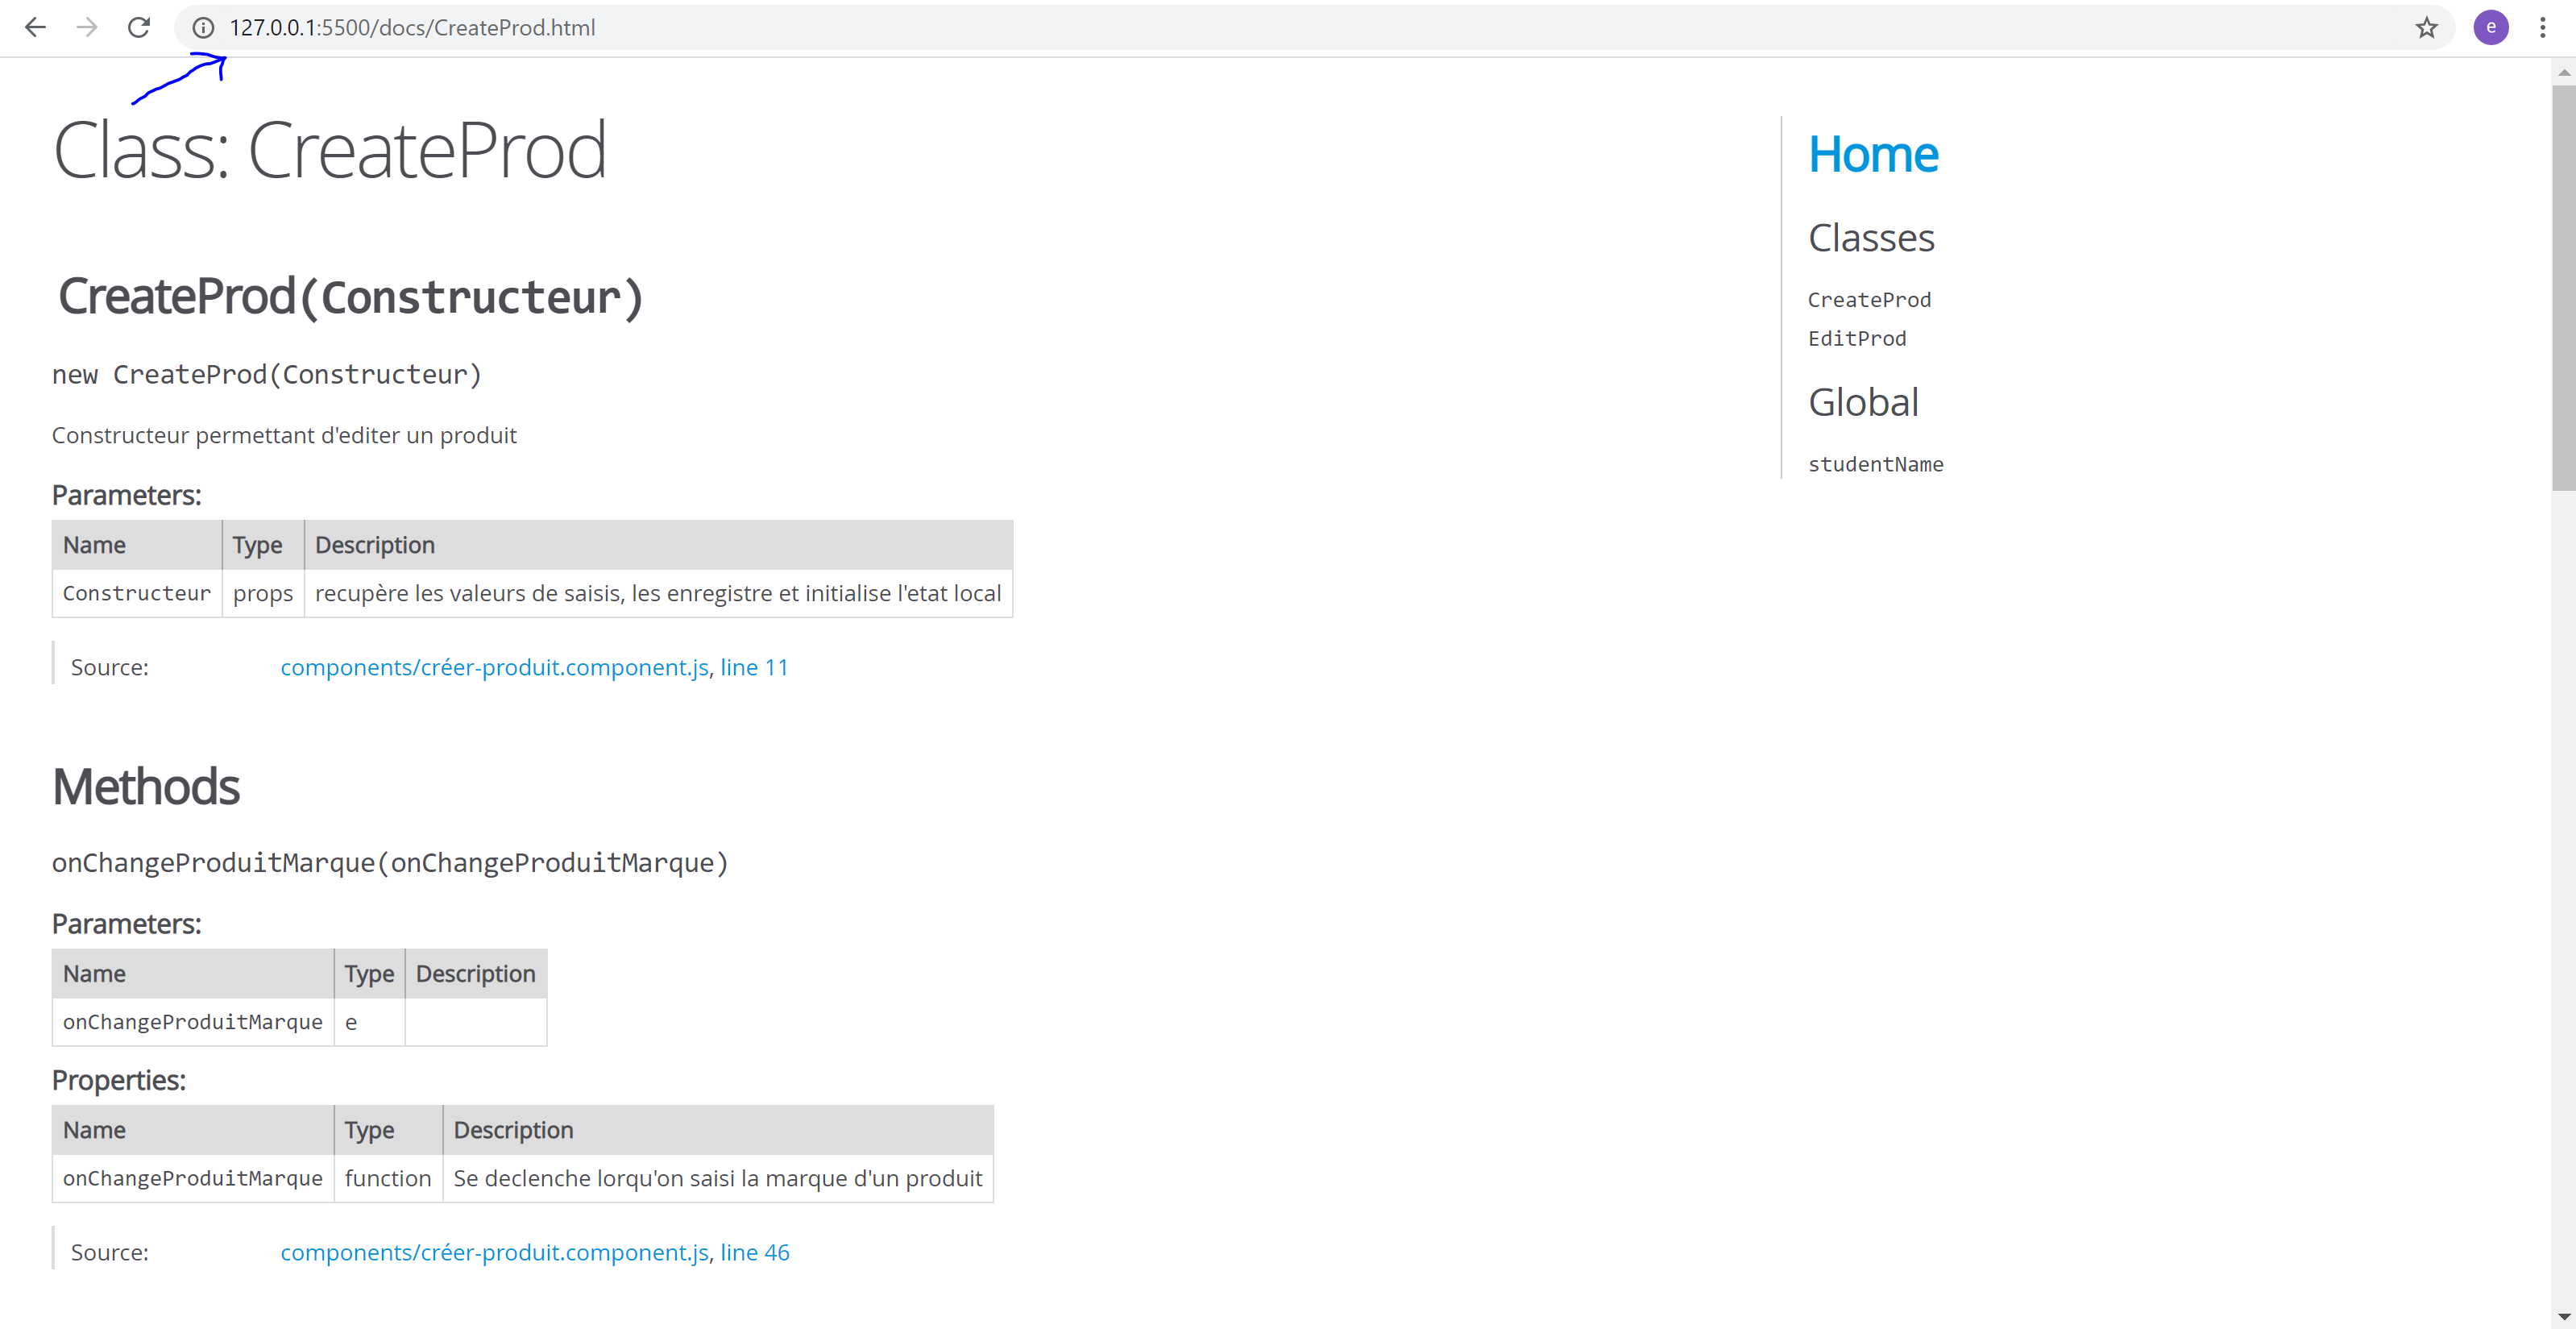 127.0.0.1:5500/docs/CreateProd.html
e
Class: CreateProd
CreateProd(Constructeur)
new CreateProd(Constructeur)
Constructeur permettant d'editer un produit
Parameters:
Name Type Description
Constructeur props recupère les valeurs de saisis, les enregistre et initialise l'etat local
Source: components/créer-produit.component.js, line 11
Methods
onChangeProduitMarque(onChangeProduitMarque)
Parameters:
Name Type Description
onChangeProduitMarque e
Properties:
Name Type Description
onChangeProduitMarque function Se declenche lorqu'on saisi la marque d'un produit
Source: components/créer-produit.component.js, line 46
Home
Classes
CreateProd
EditProd
Global
studentName